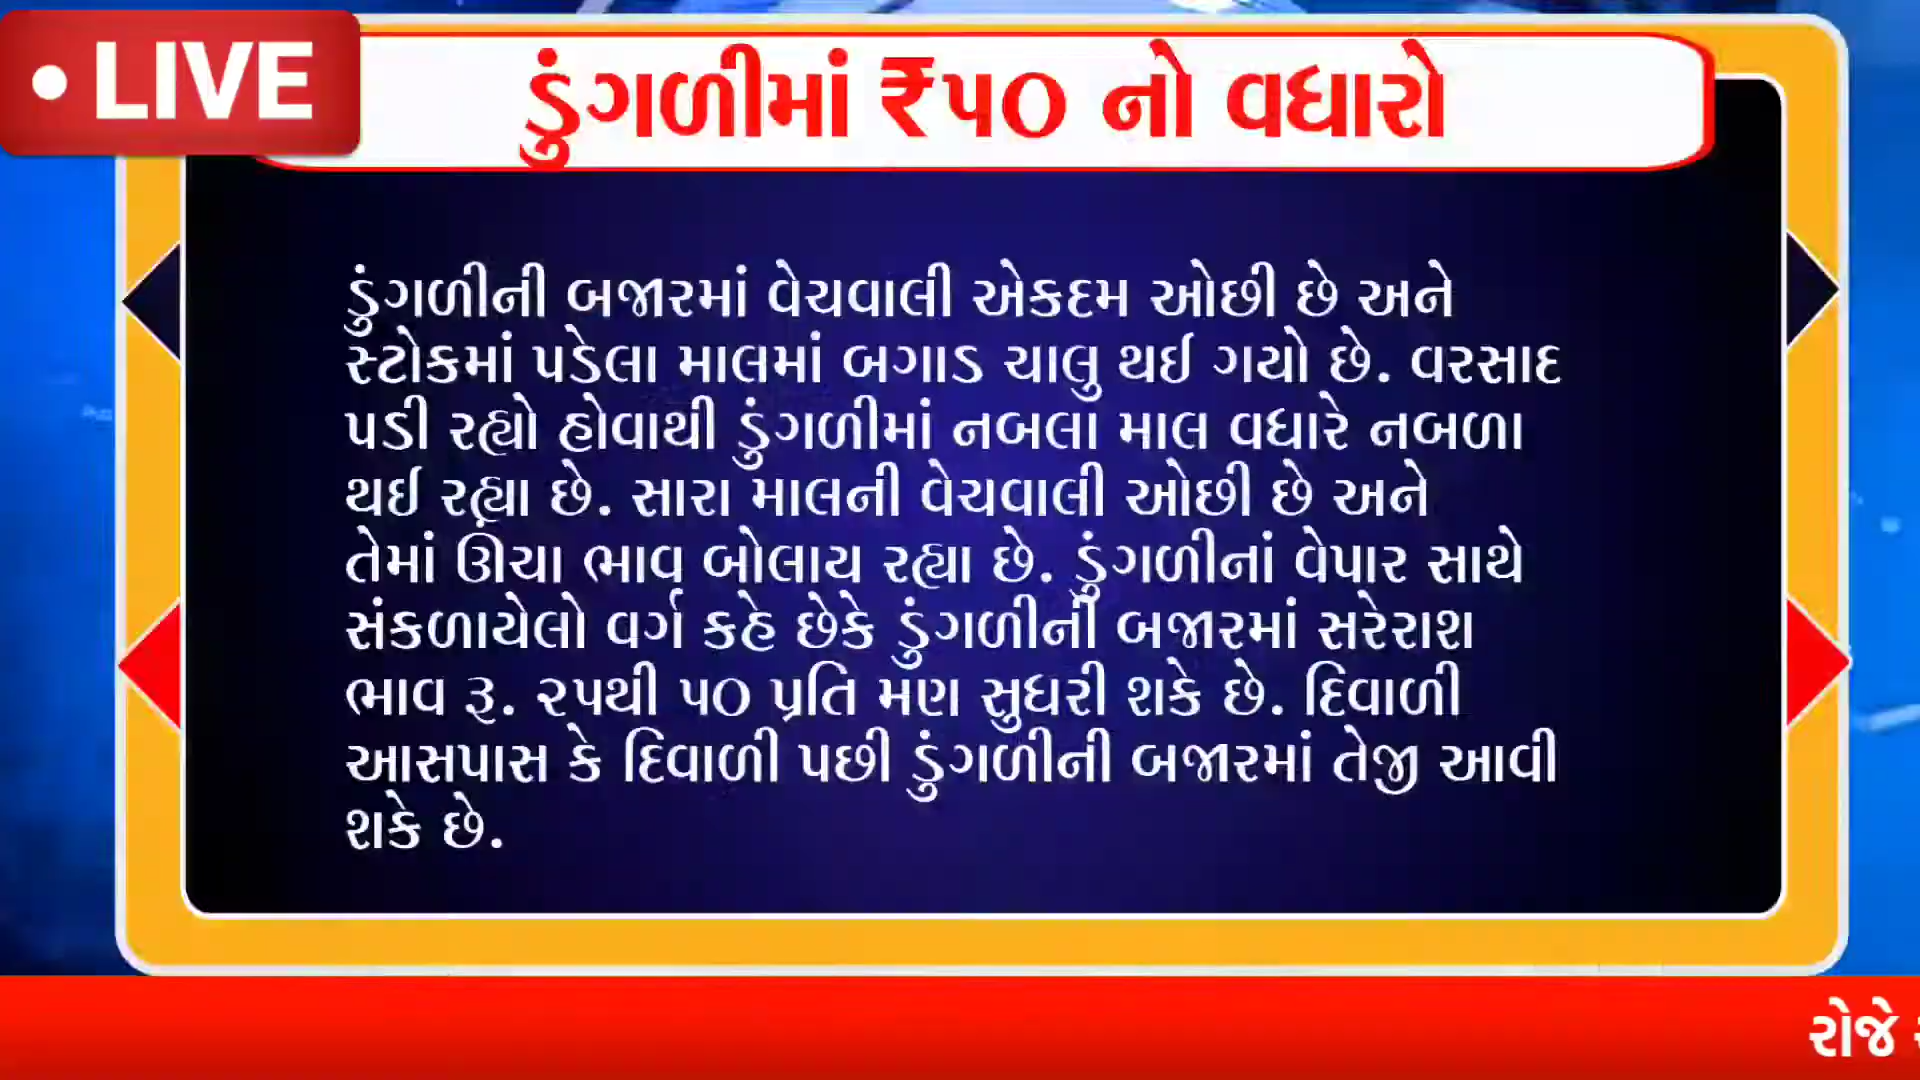 LIVE
ડુંગળીમાં ₹૫૦ નો વધારો
ડુંગળીની બજારમાં વેચવાલી એકદમ ઓછી છે અને
સ્ટોકમાં પડેલા માલમાં બગાડ ચાલુ થઈ ગયો છે. વરસાદ
પડી રહ્યો હોવાથી ડુંગળીમાં નબલા માલ વધારે નબળા
થઈ રહ્યા છે. સારા માલની વેચવાલી ઓછી છે અને
તેમાં ઊંચા ભાવ બોલાય રહ્યા છે. ડુંગળીનાં વેપાર સાથે
સંકળાયેલો વર્ગ કહે છેકે ડુંગળીની બજારમાં સરેરાશ
ભાવ રૂ. ૨૫થી ૫૦ પ્રતિ મણ સુધરી શકે છે. દિવાળી
આસપાસ કે દિવાળી પછી ડુંગળીની બજારમાં તેજી આવી
શકે છે.
રોજે